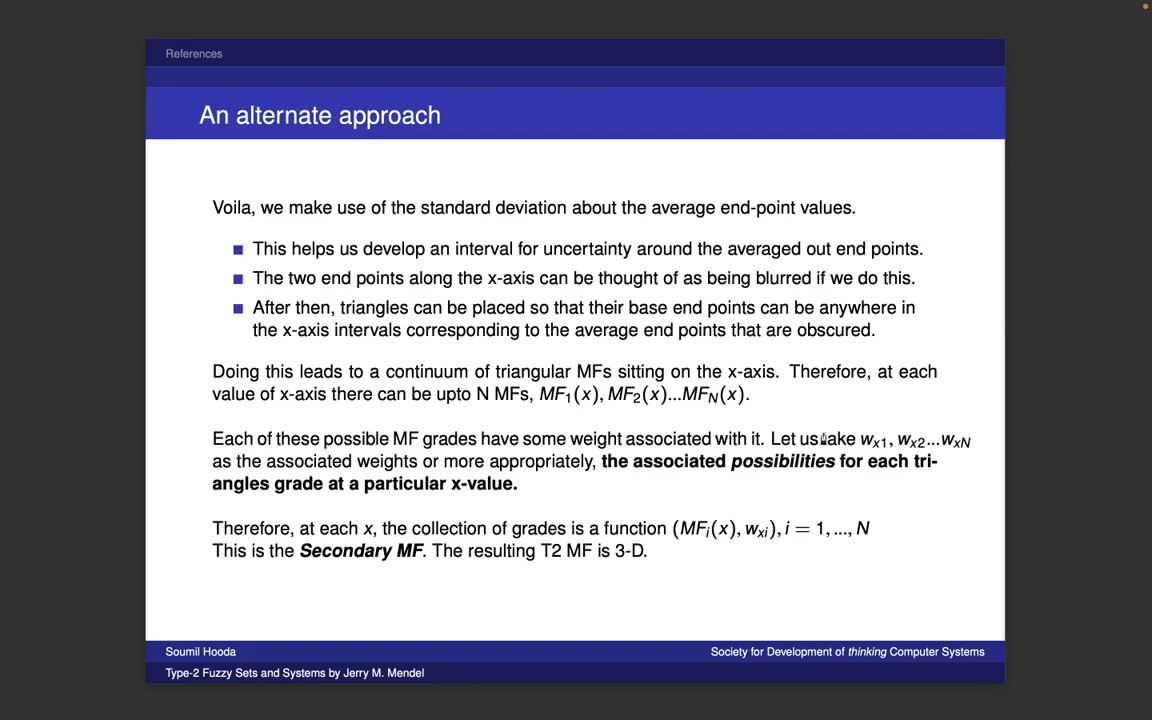 References
An alternate approach
Voila, we make use of the standard deviation about the average end-point values.
This helps us develop an interval for uncertainty around the averaged out end points.
The two end points along the x-axis can be thought of as being blurred if we do this.
After then, triangles can be placed so that their base end points can be anywhere in
the x-axis intervals corresponding to the average end points that are obscured.
Doing this leads to a continuum of triangular MFs sitting on the x-axis. Therefore, at each
value of x-axis there can be upto N MFs, MF₁(x), MF₂(x)...MF_N(x).
Each of these possible MF grades have some weight associated with it. Let us take w_x1, w_x2...w_xN
as the associated weights or more appropriately, the associated possibilities for each tri-
angles grade at a particular x-value.
Therefore, at each x, the collection of grades is a function (MF_i(x), w_xi), i = 1, ..., N
This is the Secondary MF. The resulting T2 MF is 3-D.
Soumil Hooda
Society for Development of thinking Computer Systems
Type-2 Fuzzy Sets and Systems by Jerry M. Mendel